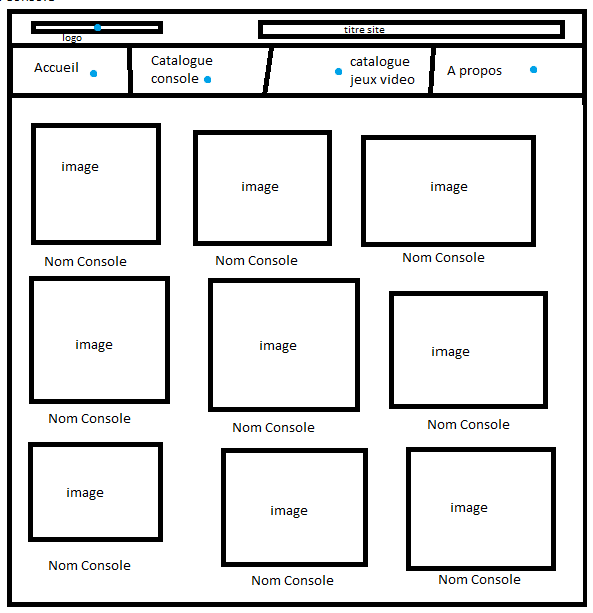 logo
titre site
Accueil
Catalogue
console
catalogue
jeux video
A propos
image
image
image
Nom Console
Nom Console
Nom Console
image
image
image
Nom Console
Nom Console
Nom Console
image
image
image
Nom Console
Nom Console
Nom Console